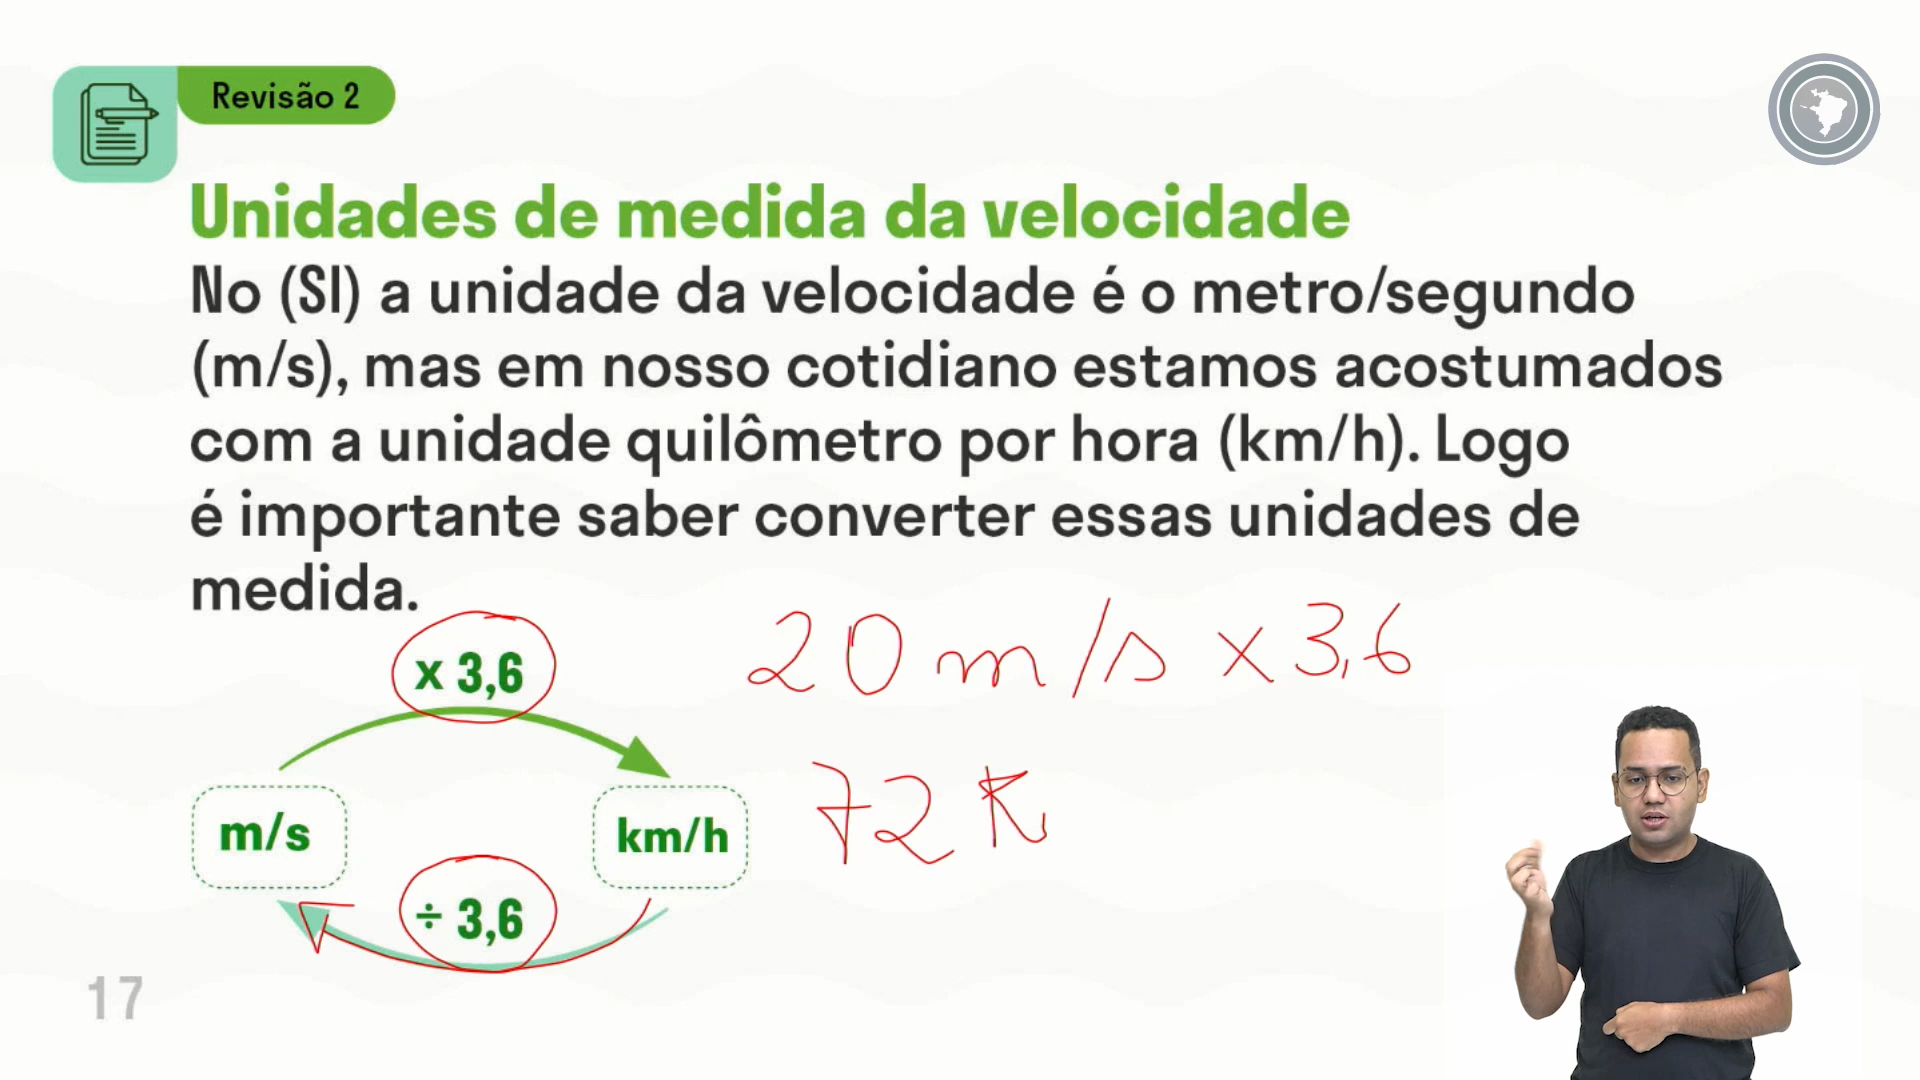 Revisão 2
Unidades de medida da velocidade
No (SI) a unidade da velocidade é o metro/segundo
(m/s), mas em nosso cotidiano estamos acostumados
com a unidade quilômetro por hora (km/h). Logo
é importante saber converter essas unidades de
medida.
x 3,6
20 m/s x 3,6
m/s
km/h
72 K
÷ 3,6
17